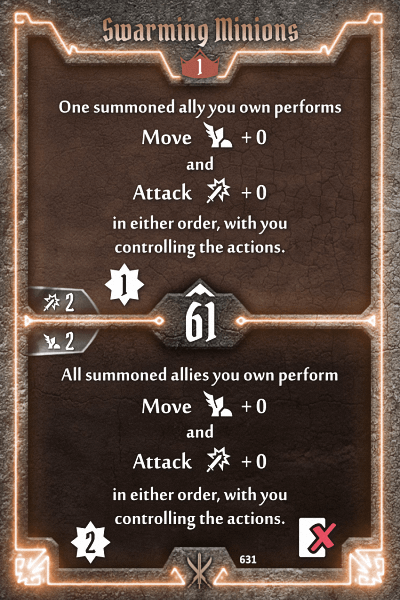 Swarming Minions
1
One summoned ally you own performs
Move + 0
and
Attack + 0
in either order, with you
controlling the actions.
1
2
61
2
All summoned allies you own perform
Move + 0
and
Attack + 0
in either order, with you
controlling the actions.
2
631